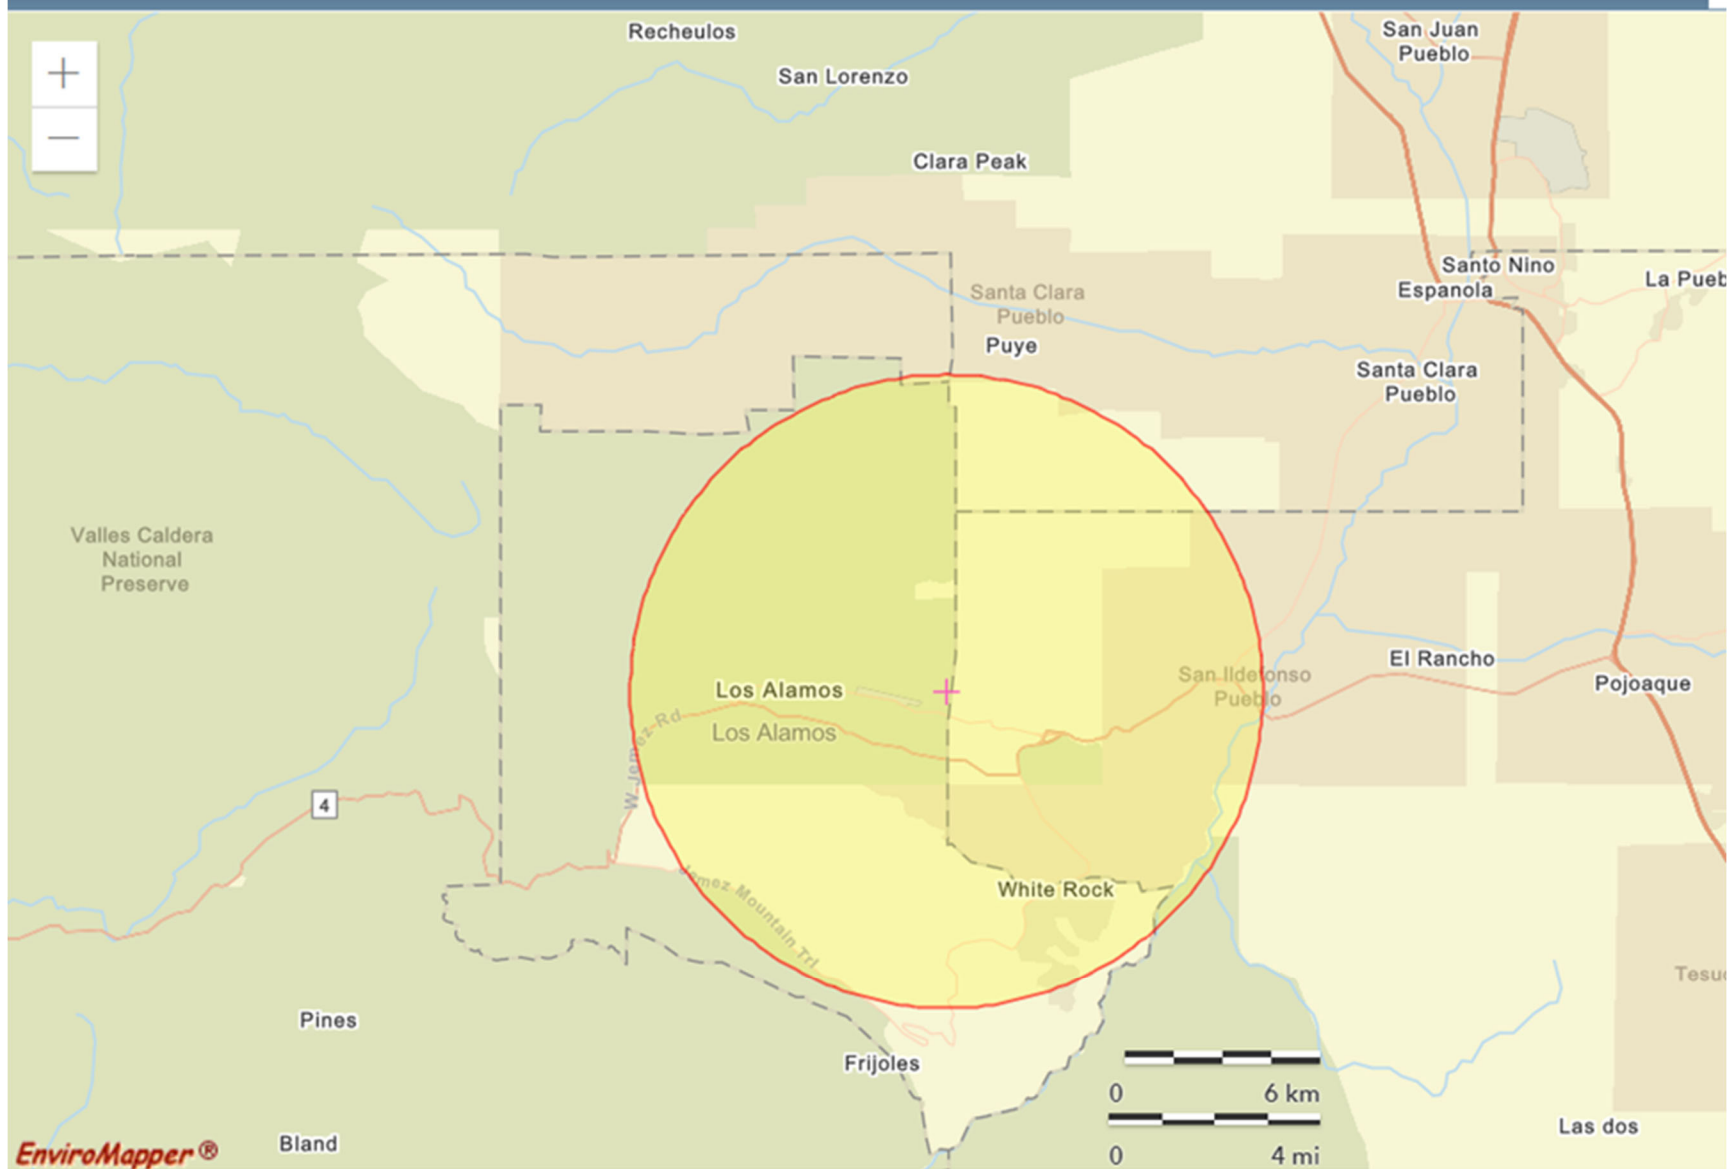 Recheulos
San Juan
Pueblo
San Lorenzo
Clara Peak
Santo Nino
Espanola
La Pueb
Santa Clara
Pueblo
Puye
Santa Clara
Pueblo
Valles Caldera
National
Preserve
El Rancho
San Ildefonso
Pueblo
Pojoaque
Los Alamos
Los Alamos
W Jemez Rd
4
Jemez Mountain Trl
White Rock
Tesuq
Pines
Frijoles
0 6 km
0 4 mi
Las dos
Bland
EnviroMapper ®